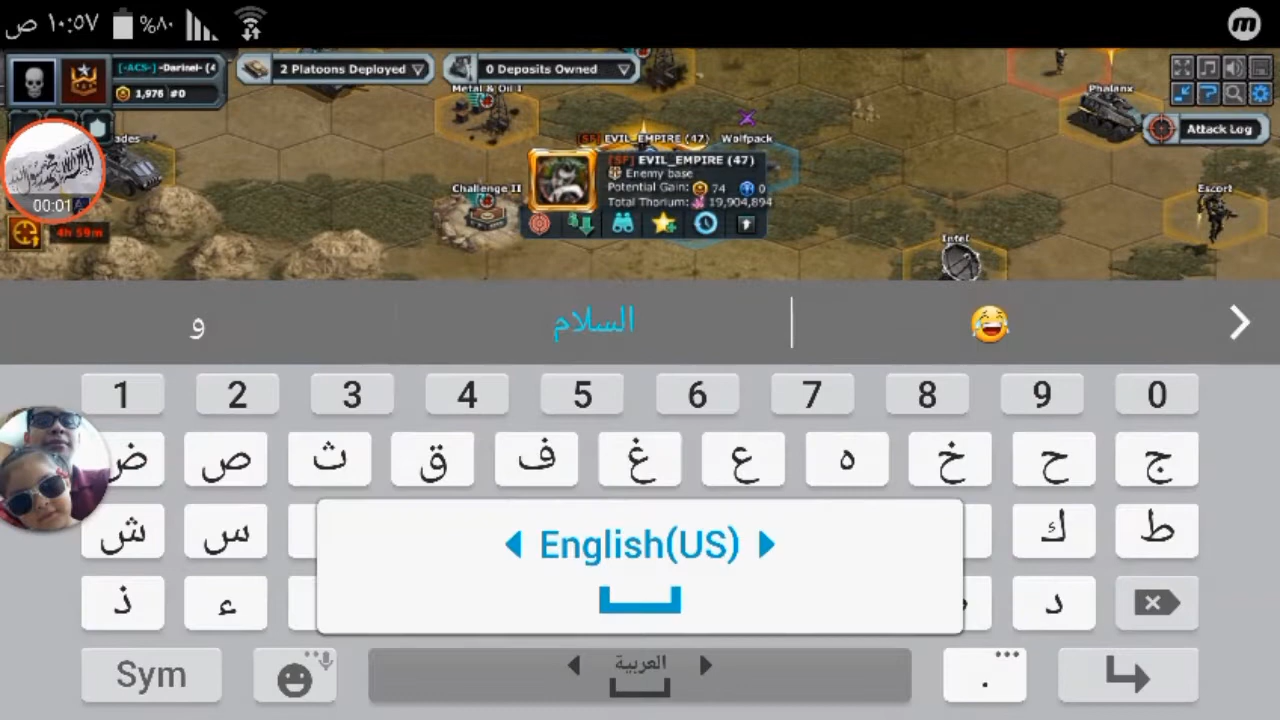 ١٠:٥٧ ص
%٨٠
[-ACS-] -Darinel- (4
2 Platoons Deployed
0 Deposits Owned
1,976 #0
Metal & Oil I
Phalanx
Attack Log
ades
[SF] EVIL_EMPIRE (47)
Wolfpack
[SF] EVIL_EMPIRE (47)
Enemy base
Potential Gain: 74 0
Total Thorium: 19,904,894
Challenge II
Escort
00:01
4h 59m
Intel
و
السلام
1 2 3 4 5 6 7 8 9 0
ض ص ث ق ف غ ع ه خ ح ج
ش س ك ط
English(US)
ذ ء د
Sym
العربية
.